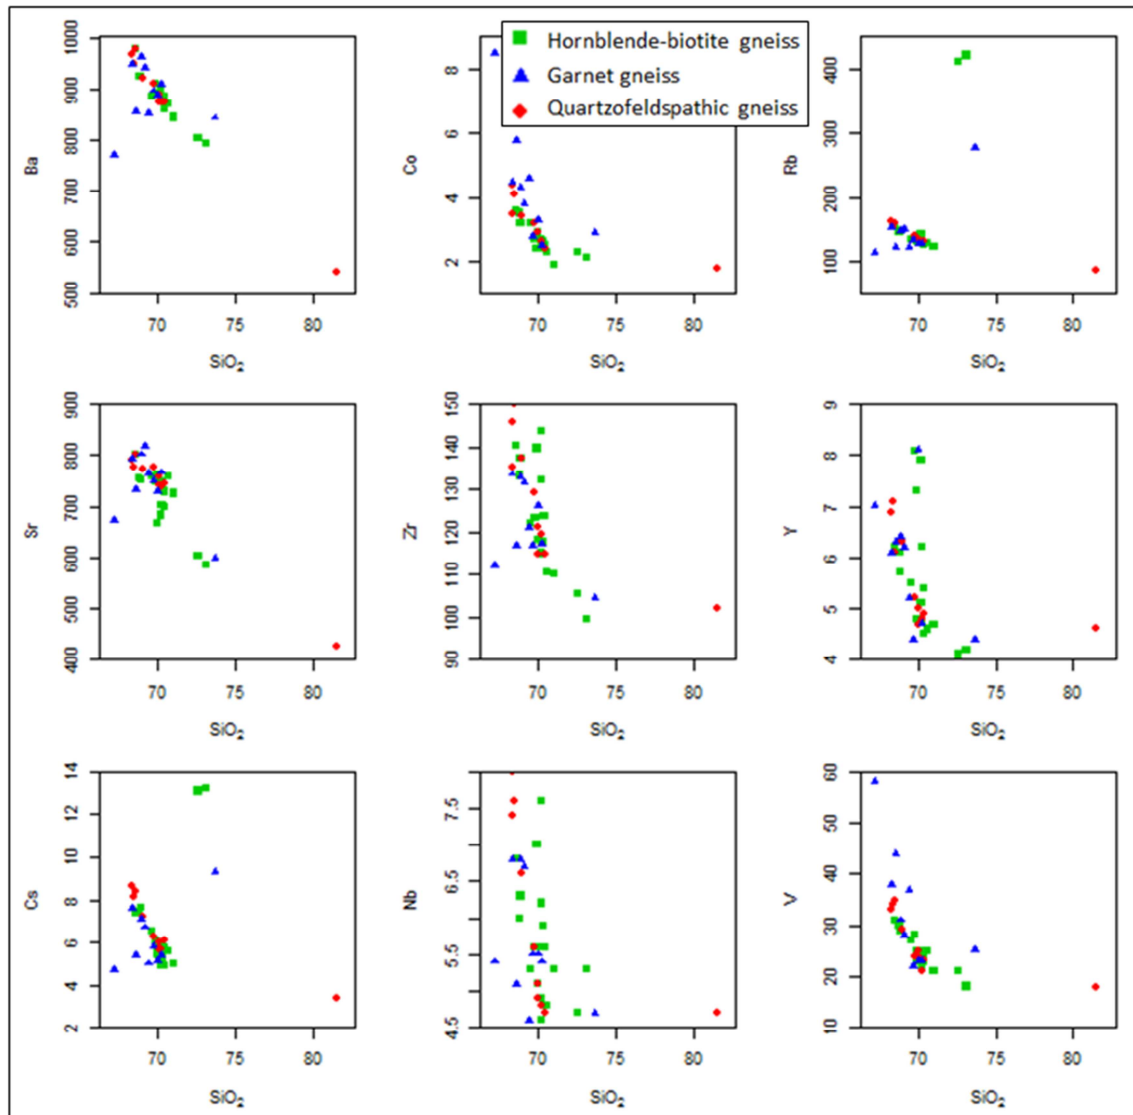 Hornblende-biotite gneiss
Garnet gneiss
Quartzofeldspathic gneiss
Ba
500 600 700 800 900 1000
70 75 80
SiO₂
Co
2 4 6 8
70 75 80
SiO₂
Rb
100 200 300 400
70 75 80
SiO₂
Sr
400 500 600 700 800 900
70 75 80
SiO₂
Zr
90 100 110 120 130 140 150
70 75 80
SiO₂
Y
4 5 6 7 8 9
70 75 80
SiO₂
Cs
2 4 6 8 10 12 14
70 75 80
SiO₂
Nb
4.5 5.5 6.5 7.5
70 75 80
SiO₂
V
10 20 30 40 50 60
70 75 80
SiO₂